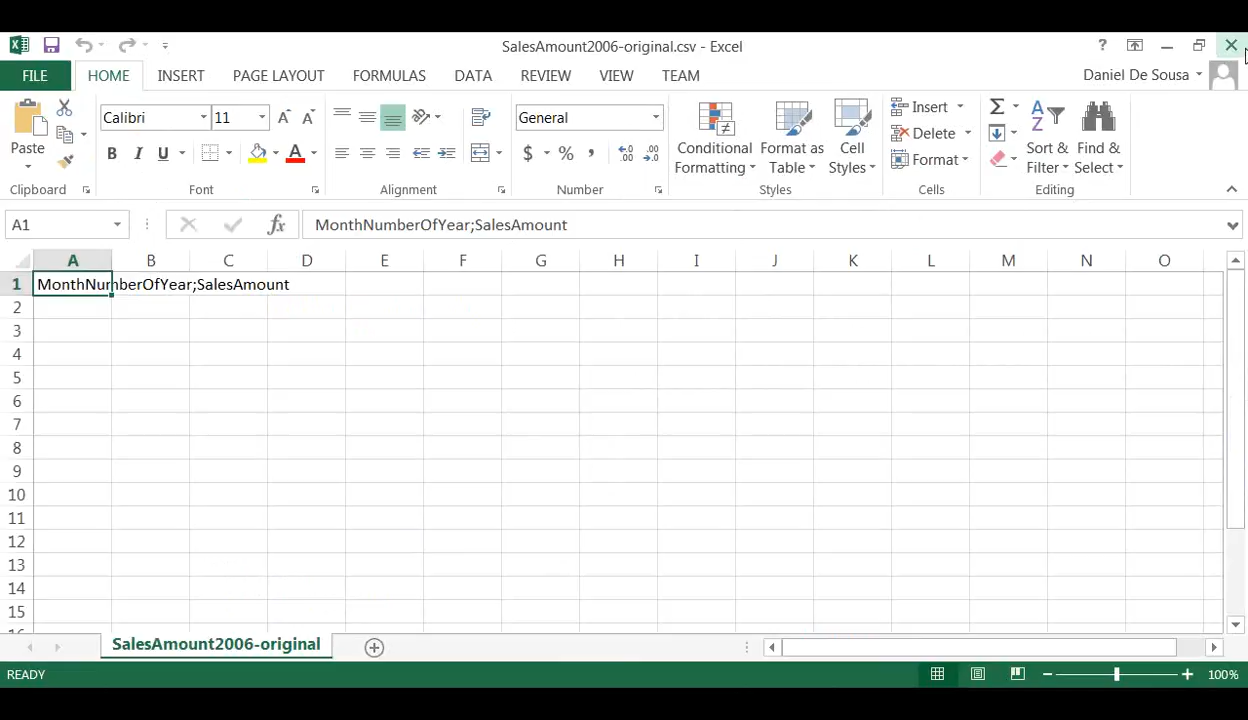 SalesAmount2006-original.csv - Excel
?
FILE HOME INSERT PAGE LAYOUT FORMULAS DATA REVIEW VIEW TEAM Daniel De Sousa
Paste
Calibri 11
B I U A
General
$ % ,
Conditional Formatting
Format as Table
Cell Styles
Insert
Delete
Format
Sort & Filter
Find & Select
Clipboard Font Alignment Number Styles Cells Editing
A1 fx MonthNumberOfYear;SalesAmount
A B C D E F G H I J K L M N O
1 MonthNumberOfYear;SalesAmount
2
3
4
5
6
7
8
9
10
11
12
13
14
15
SalesAmount2006-original
READY 100%